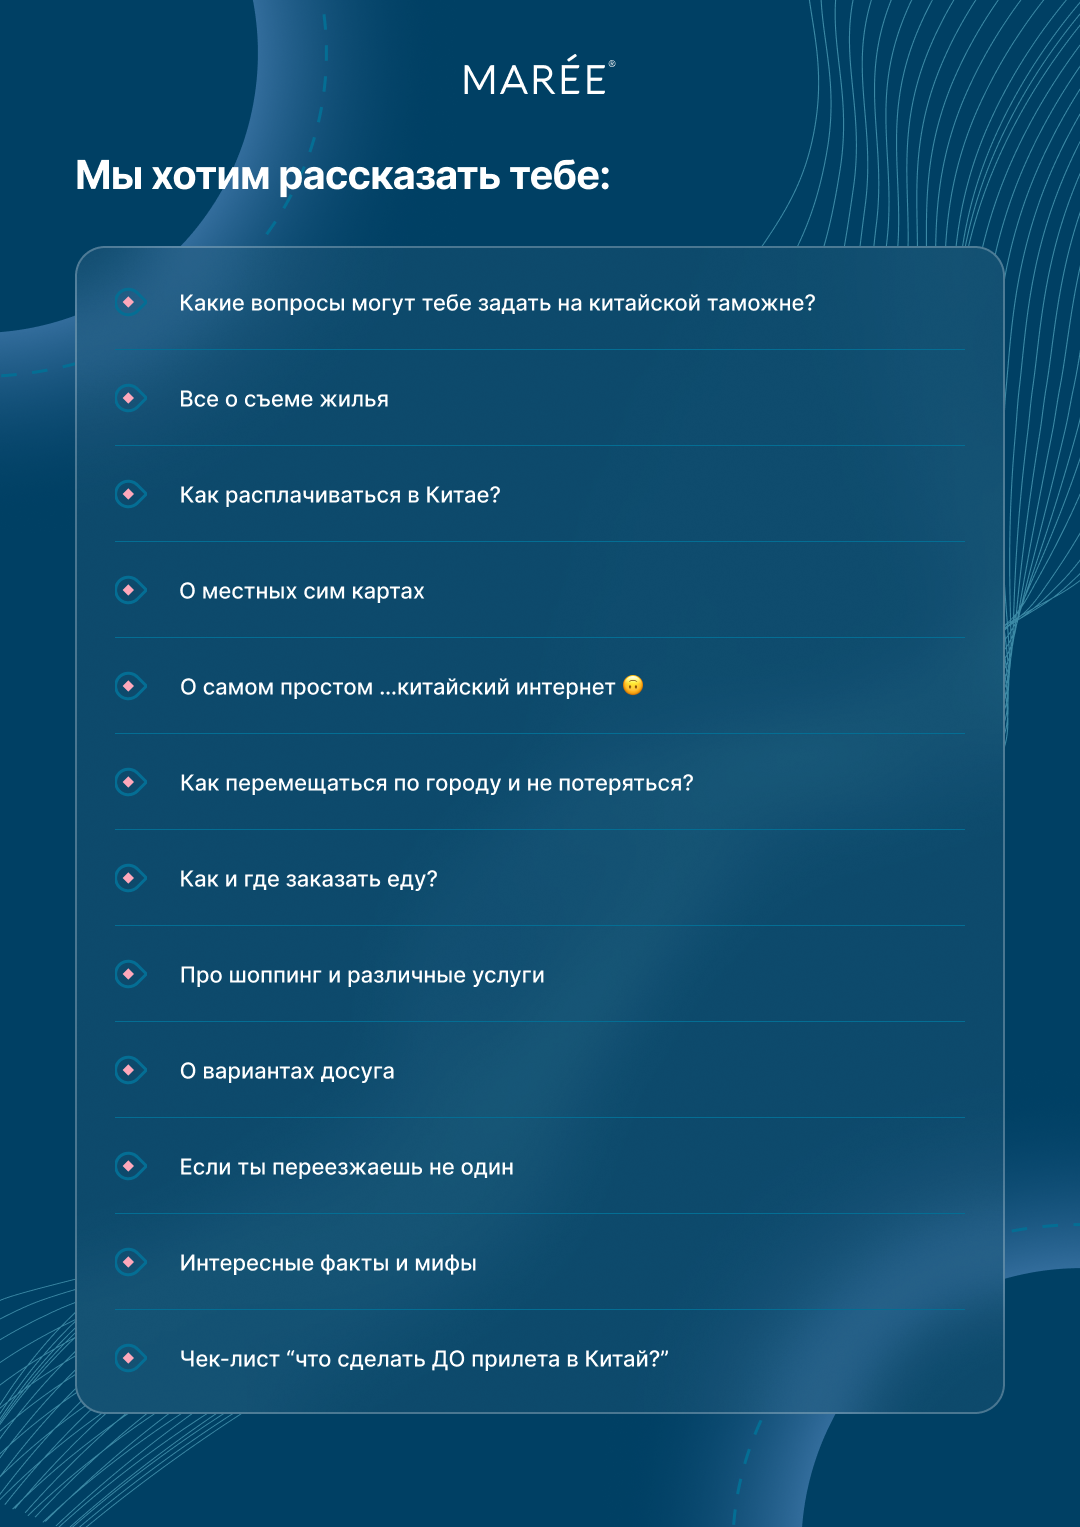 MARÉE®
Мы хотим рассказать тебе:
Какие вопросы могут тебе задать на китайской таможне?
Все о съеме жилья
Как расплачиваться в Китае?
О местных сим картах
О самом простом ...китайский интернет 🙃
Как перемещаться по городу и не потеряться?
Как и где заказать еду?
Про шоппинг и различные услуги
О вариантах досуга
Если ты переезжаешь не один
Интересные факты и мифы
Чек-лист “что сделать ДО прилета в Китай?”